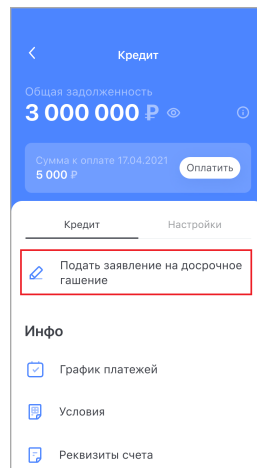 Кредит
Общая задолженность
3 000 000 ₽
Сумма к оплате 17.04.2021
5 000 ₽
Оплатить
Кредит
Настройки
Подать заявление на досрочное
гашение
Инфо
График платежей
Условия
Реквизиты счета